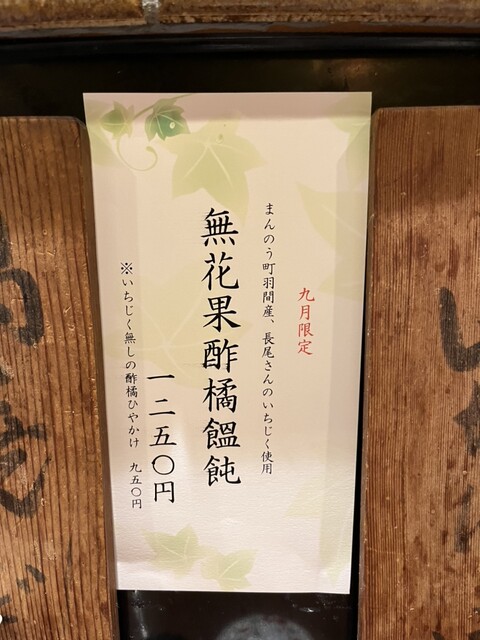 九月限定
まんのう町羽間産、長尾さんのいちじく使用
無花果酢橘饂飩
一二五〇円
※いちじく無しの酢橘ひやかけ 九五〇円